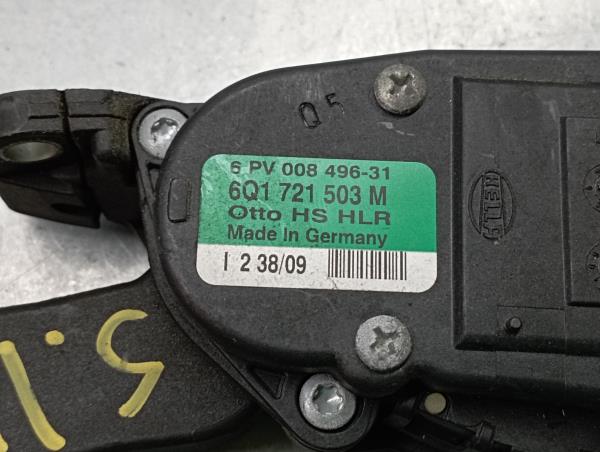 Q5
6 PV 008 496-31
6Q1 721 503 M
Otto HS HLR
Made in Germany
I 2 38/09
HELLA